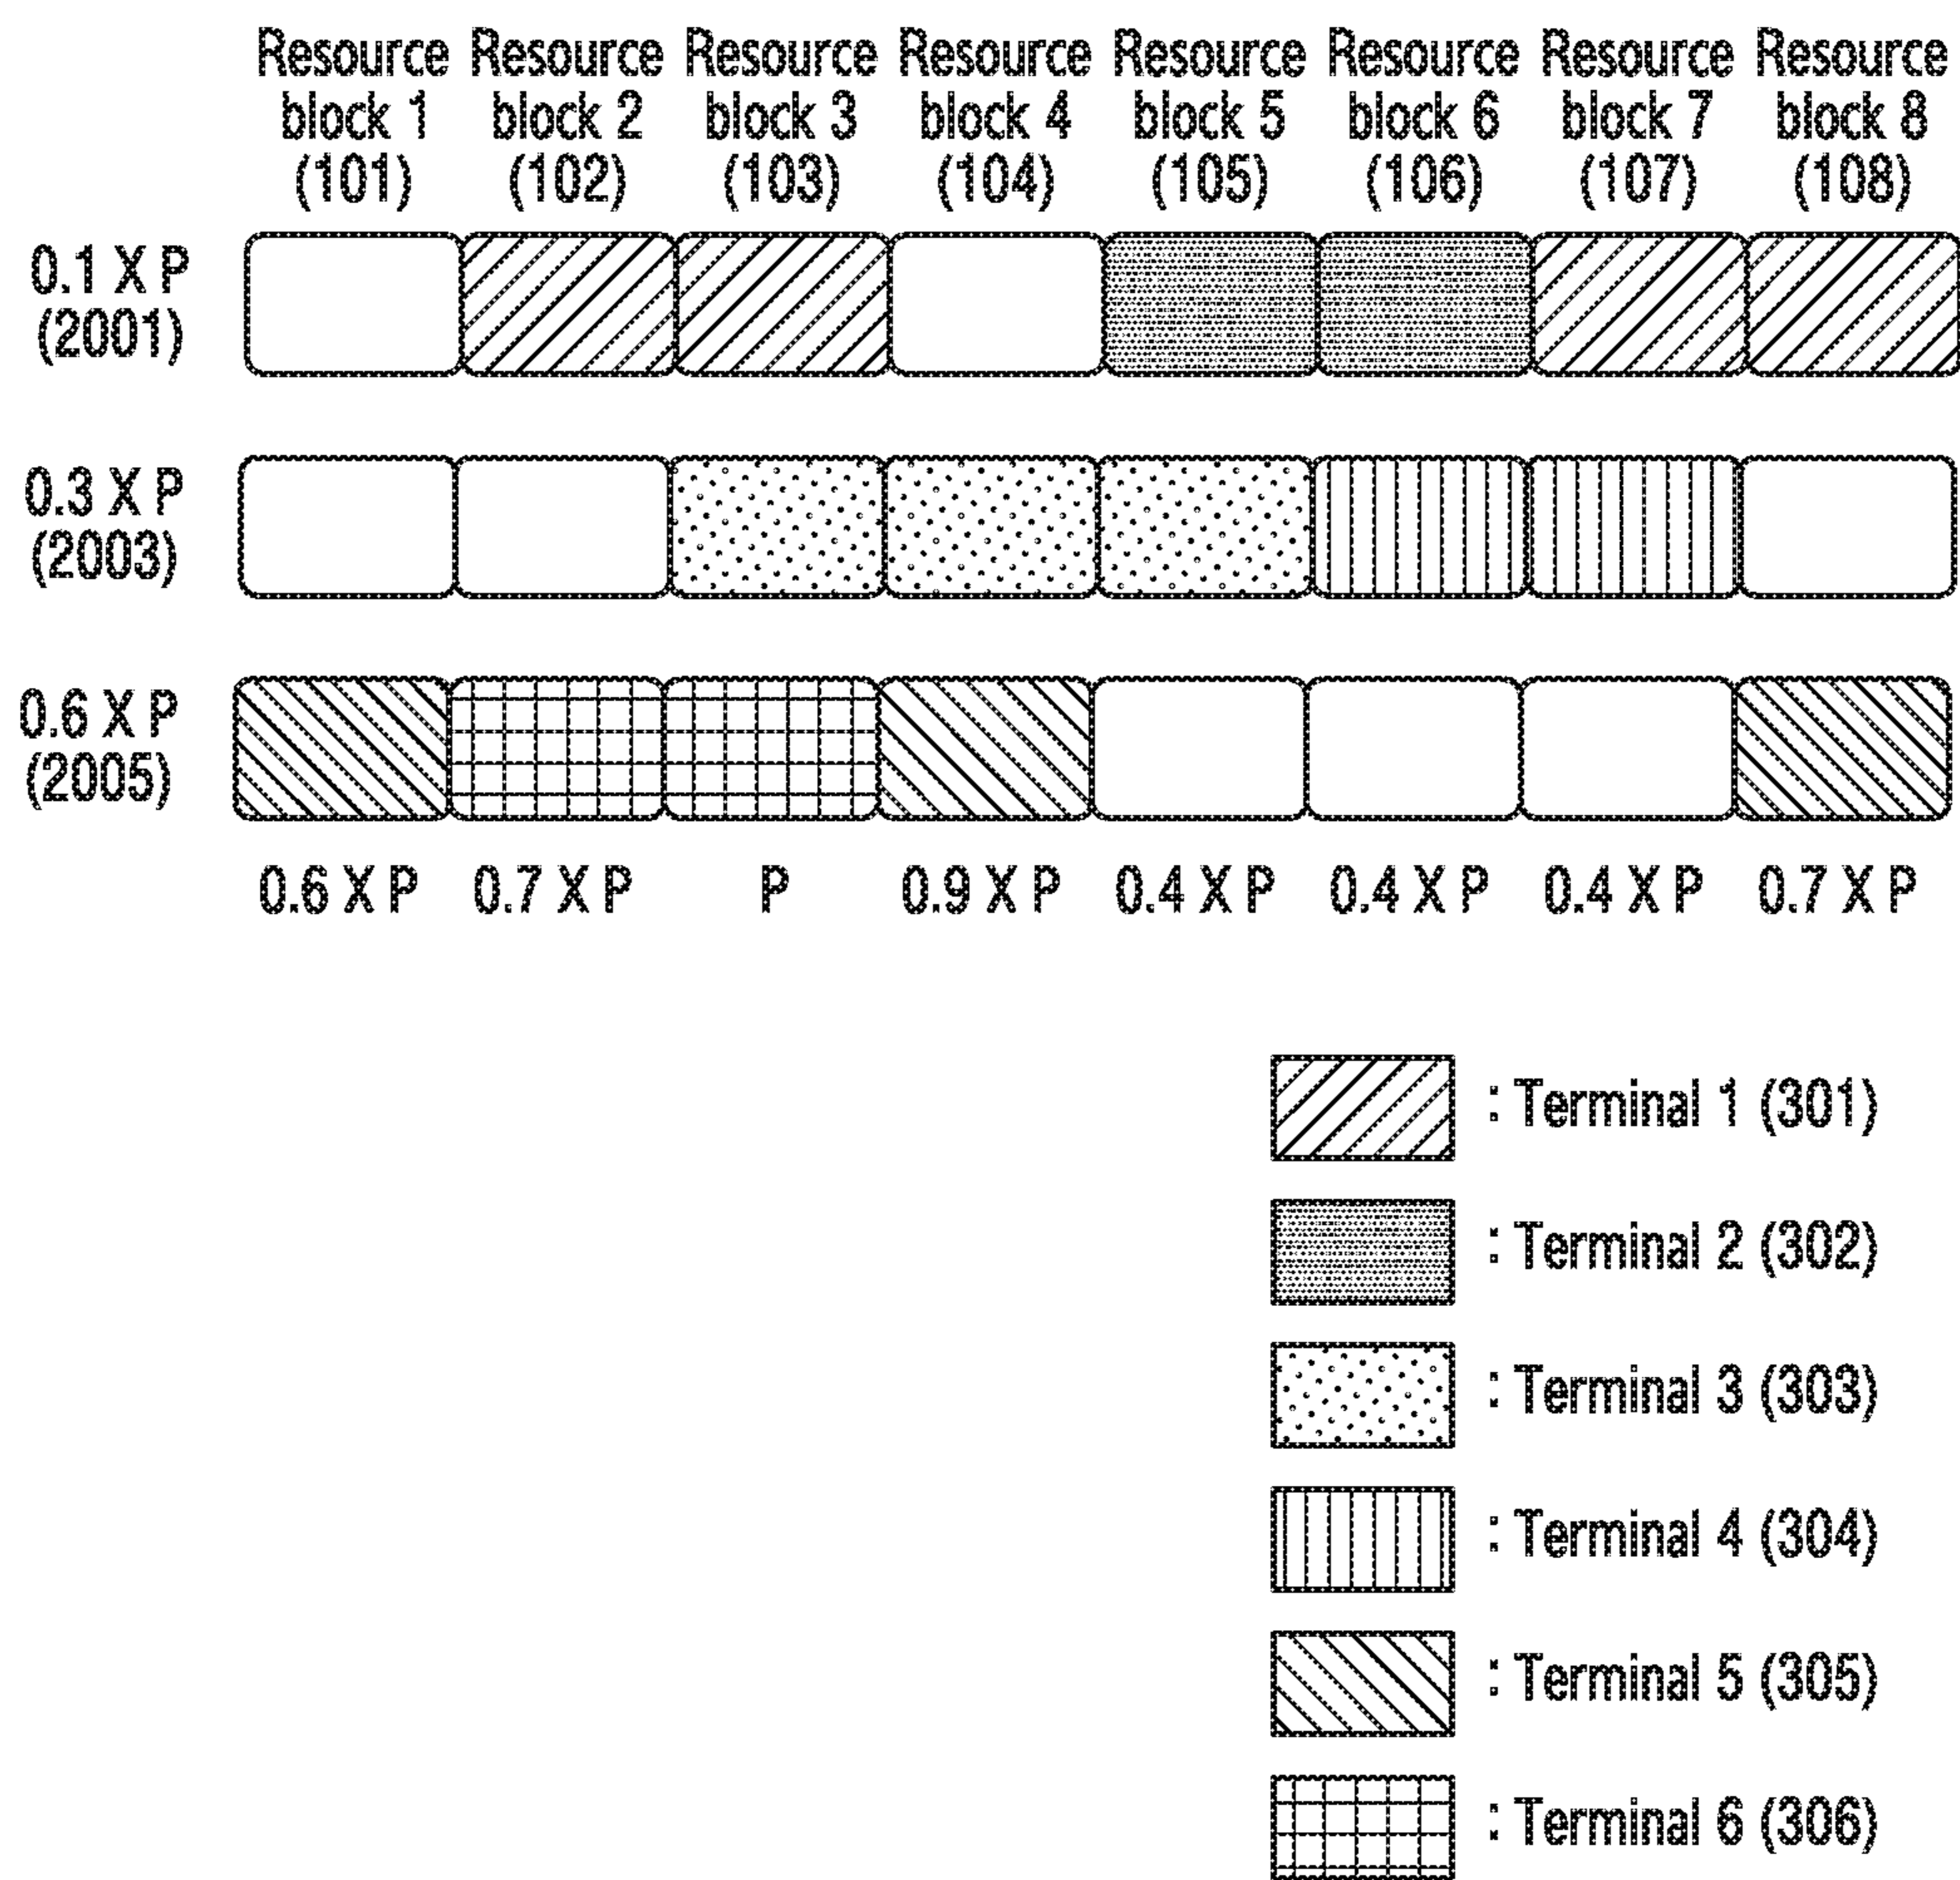 Resource Resource Resource Resource Resource Resource Resource Resource
block 1 block 2 block 3 block 4 block 5 block 6 block 7 block 8
(101) (102) (103) (104) (105) (106) (107) (108)
0.1 X P
(2001)
0.3 X P
(2003)
0.6 X P
(2005)
0.6 X P 0.7 X P P 0.9 X P 0.4 X P 0.4 X P 0.4 X P 0.7 X P
: Terminal 1 (301)
: Terminal 2 (302)
: Terminal 3 (303)
: Terminal 4 (304)
: Terminal 5 (305)
: Terminal 6 (306)